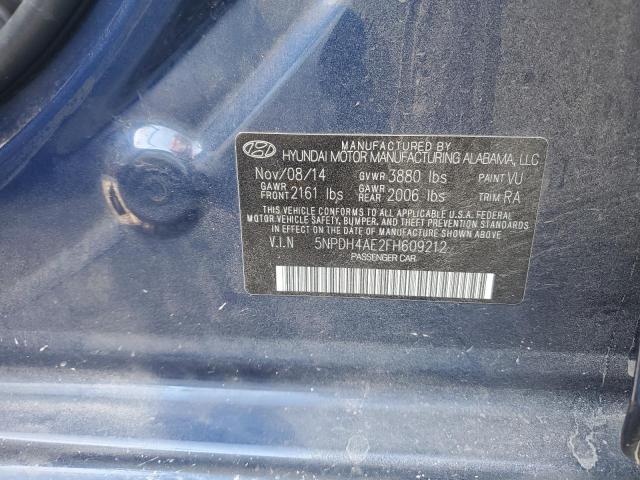 MANUFACTURED BY
HYUNDAI MOTOR MANUFACTURING ALABAMA, LLC
Nov/08/14 GVWR 3880 lbs PAINT VU
GAWR FRONT 2161 lbs GAWR REAR 2006 lbs TRIM RA
THIS VEHICLE CONFORMS TO ALL APPLICABLE U.S.A. FEDERAL
MOTOR VEHICLE SAFETY, BUMPER, AND THEFT PREVENTION
STANDARDS IN EFFECT ON THE DATE OF MANUFACTURE SHOWN ABOVE.
V.I.N 5NPDH4AE2FH609212
PASSENGER CAR